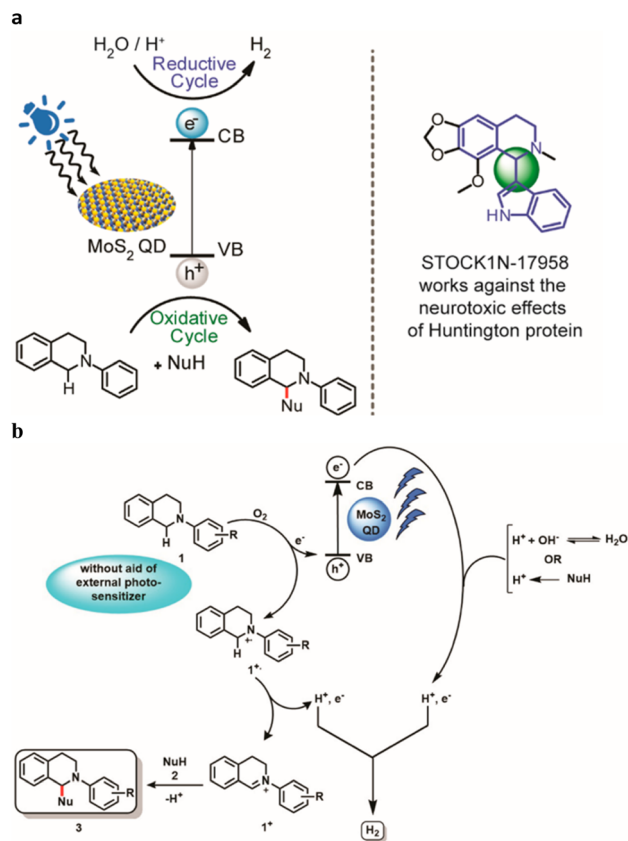 a
H₂O / H⁺ H₂
Reductive
Cycle
e⁻
CB
MoS₂ QD
VB
h⁺
Oxidative
Cycle
N
H
+ NuH
N
Nu
O
O
O
N
HN
STOCK1N-17958
works against the
neurotoxic effects
of Huntington protein
b
e⁻
CB
MoS₂
QD
VB
h⁺
O₂
e⁻
N
H
R
1
without aid of
external photo-
sensitizer
H⁺ + OH⁻ ⇌ H₂O
OR
H⁺ ← NuH
N
+·
H
R
1⁺·
H⁺, e⁻ H⁺, e⁻
NuH
2
-H⁺
N
Nu
R
3
N
+
R
1⁺
H₂